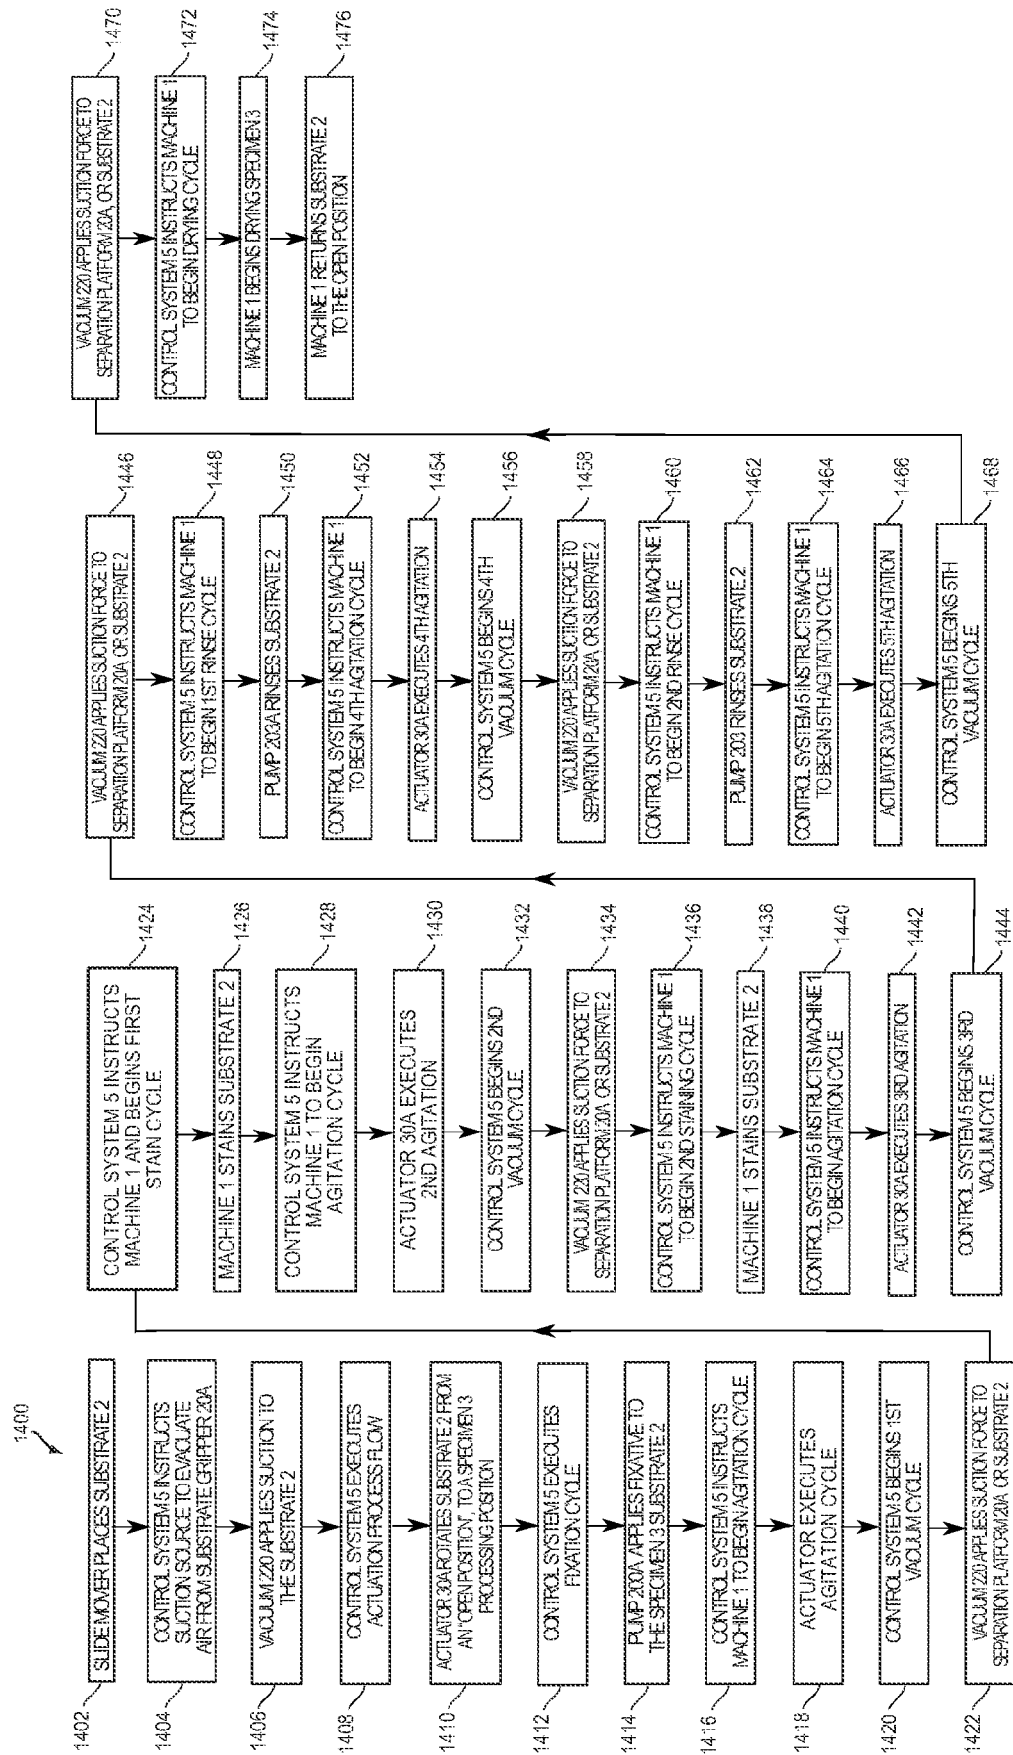 1400
1402
SLIDE MOVER PLACES SUBSTRATE 2
1404
CONTROL SYSTEM 5 INSTRUCTS
SUCTION SOURCE TO EVALUATE
AIR FROM SUBSTRATE GRIPPER 20A
1406
VACUUM 220 APPLIES SUCTION TO
THE SUBSTRATE 2
1408
CONTROL SYSTEM 5 EXECUTES
ACTUATION PROCESS FLOW
1410
ACTUATOR 30A ROTATES SUBSTRATE 2 FROM
AN "OPEN POSITION", TO A SPECIMEN 3
PROCESSING POSITION
1412
CONTROL SYSTEM 5 EXECUTES
FIXATION CYCLE
1414
PUMP 200A, APPLIES FIXATIVE TO
THE SPECIMEN 3 SUBSTRATE 2
1416
CONTROL SYSTEM 5 INSTRUCTS
MACHINE 1 TO BEGIN AGITATION CYCLE
1418
ACTUATOR EXECUTES
AGITATION CYCLE
1420
CONTROL SYSTEM 5 BEGINS 1ST
VACUUM CYCLE
1422
VACUUM 220 APPLIES SUCTION FORCE TO
SEPARATION PLATFORM 20A OR SUBSTRATE 2
1424
CONTROL SYSTEM 5 INSTRUCTS
MACHINE 1 AND BEGINS FIRST
STAIN CYCLE
1426
MACHINE 1 STAINS SUBSTRATE 2
1428
CONTROL SYSTEM 5 INSTRUCTS
MACHINE 1 TO BEGIN
AGITATION CYCLE
1430
ACTUATOR 30A EXECUTES
2ND AGITATION
1432
CONTROL SYSTEM 5 BEGINS 2ND
VACUUM CYCLE
1434
VACUUM 220 APPLIES SUCTION FORCE TO
SEPARATION PLATFORM 20A OR SUBSTRATE 2
1436
CONTROL SYSTEM 5 INSTRUCTS MACHINE 1
TO BEGIN 2ND STAINING CYCLE
1438
MACHINE 1 STAINS SUBSTRATE 2
1440
CONTROL SYSTEM 5 INSTRUCTS MACHINE 1
TO BEGIN AGITATION CYCLE
1442
ACTUATOR 30A EXECUTES 3RD AGITATION
1444
CONTROL SYSTEM 5 BEGINS 3RD
VACUUM CYCLE
1446
VACUUM 220 APPLIES SUCTION FORCE TO
SEPARATION PLATFORM 20A, OR SUBSTRATE 2
1448
CONTROL SYSTEM 5 INSTRUCTS MACHINE 1
TO BEGIN 1ST RINSE CYCLE
1450
PUMP 203A RINSES SUBSTRATE 2
1452
CONTROL SYSTEM 5 INSTRUCTS MACHINE 1
TO BEGIN 4TH AGITATION CYCLE
1454
ACTUATOR 30A EXECUTES 4TH AGITATION
1456
CONTROL SYSTEM 5 BEGINS 4TH
VACUUM CYCLE
1458
VACUUM 220 APPLIES SUCTION FORCE TO
SEPARATION PLATFORM 20A, OR SUBSTRATE 2
1460
CONTROL SYSTEM 5 INSTRUCTS MACHINE 1
TO BEGIN 2ND RINSE CYCLE
1462
PUMP 203 RINSES SUBSTRATE 2
1464
CONTROL SYSTEM 5 INSTRUCTS MACHINE 1
TO BEGIN 5TH AGITATION CYCLE
1466
ACTUATOR 30A EXECUTES 5TH AGITATION
1468
CONTROL SYSTEM 5 BEGINS 5TH
VACUUM CYCLE
1470
VACUUM 220 APPLIES SUCTION FORCE TO
SEPARATION PLATFORM 20A, OR SUBSTRATE 2
1472
CONTROL SYSTEM 5 INSTRUCTS MACHINE 1
TO BEGIN DRYING CYCLE
1474
MACHINE 1 BEGINS DRYING SPECIMEN 3
1476
MACHINE 1 RETURNS SUBSTRATE 2
TO THE OPEN POSITION